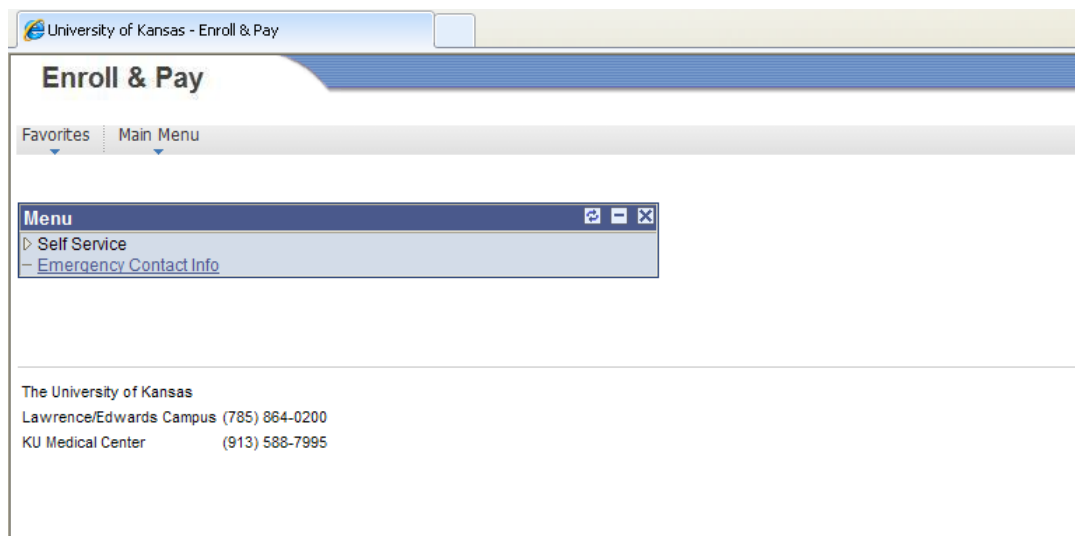 University of Kansas - Enroll & Pay
Enroll & Pay
Favorites Main Menu
Menu
Self Service
Emergency Contact Info
The University of Kansas
Lawrence/Edwards Campus (785) 864-0200
KU Medical Center (913) 588-7995